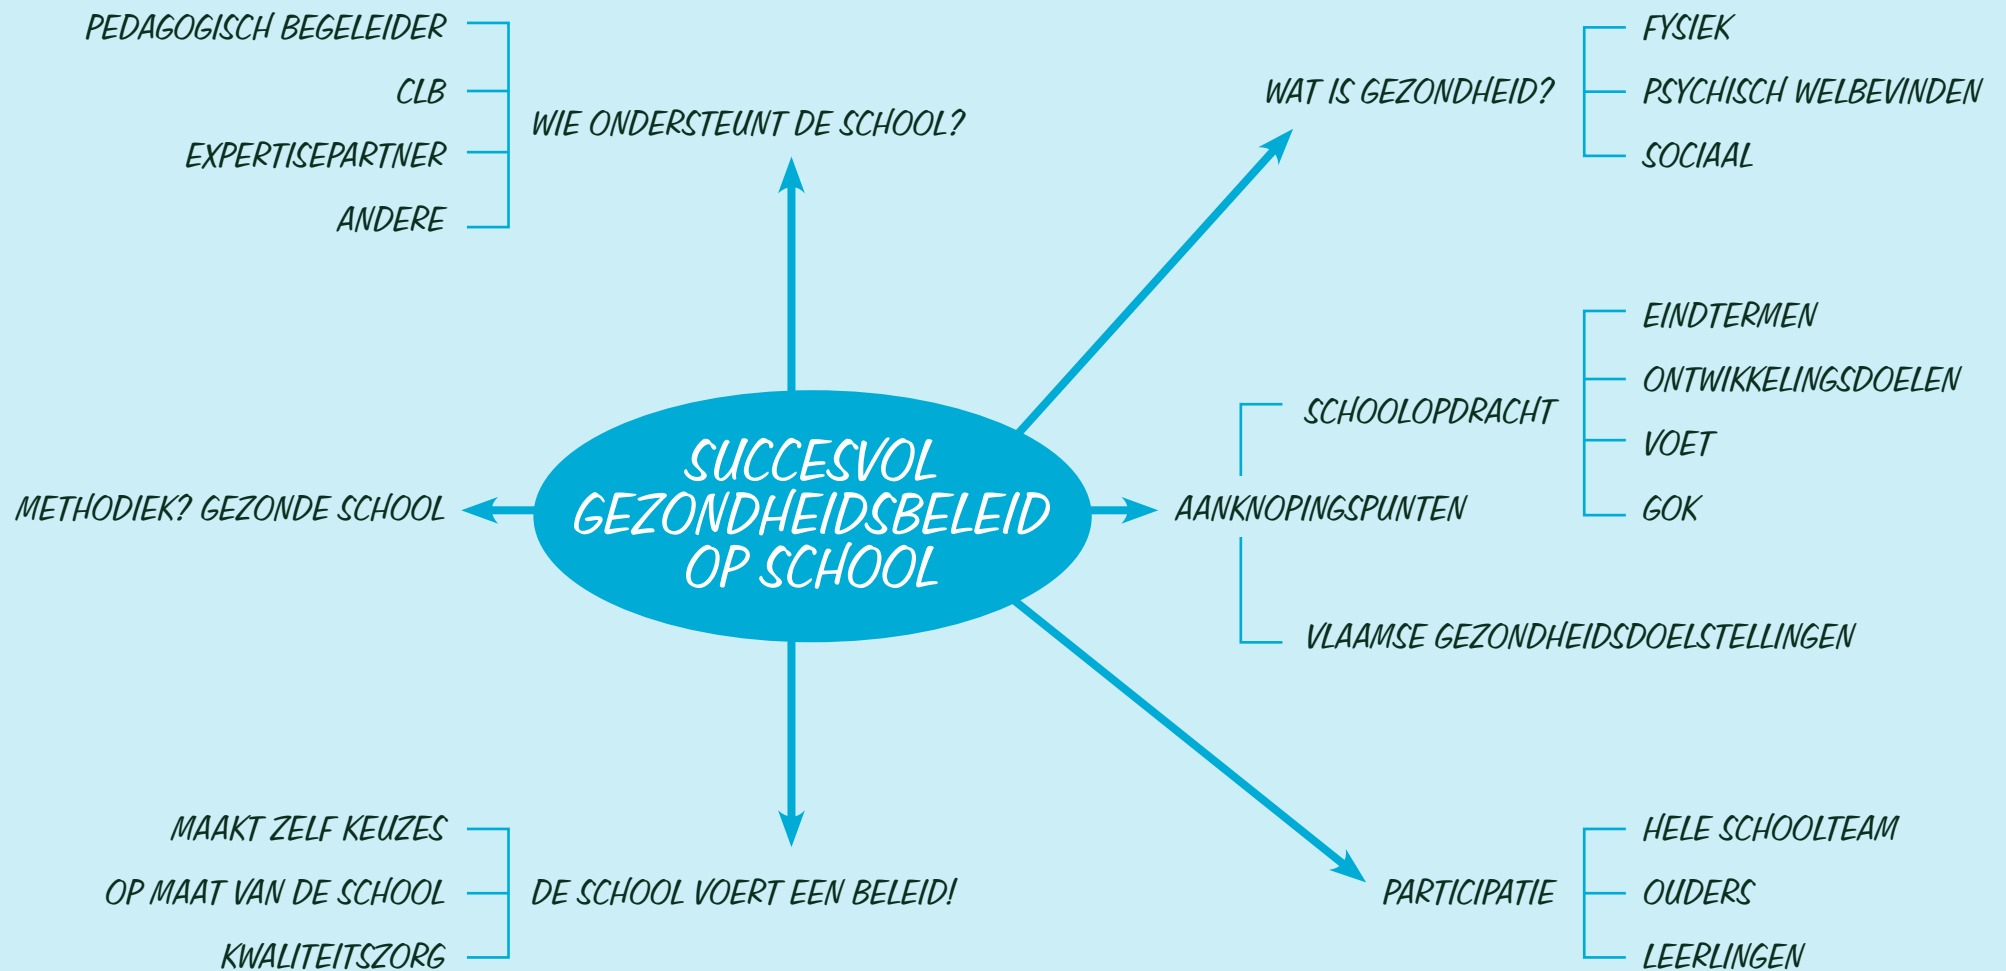 PEDAGOGISCH BEGELEIDER
CLB
EXPERTISEPARTNER
ANDERE
WIE ONDERSTEUNT DE SCHOOL?
WAT IS GEZONDHEID?
FYSIEK
PSYCHISCH WELBEVINDEN
SOCIAAL
METHODIEK? GEZONDE SCHOOL
SUCCESVOL
GEZONDHEIDSBELEID
OP SCHOOL
AANKNOPINGSPUNTEN
SCHOOLOPDRACHT
EINDTERMEN
ONTWIKKELINGSDOELEN
VOET
GOK
VLAAMSE GEZONDHEIDSDOELSTELLINGEN
MAAKT ZELF KEUZES
OP MAAT VAN DE SCHOOL
KWALITEITSZORG
DE SCHOOL VOERT EEN BELEID!
PARTICIPATIE
HELE SCHOOLTEAM
OUDERS
LEERLINGEN